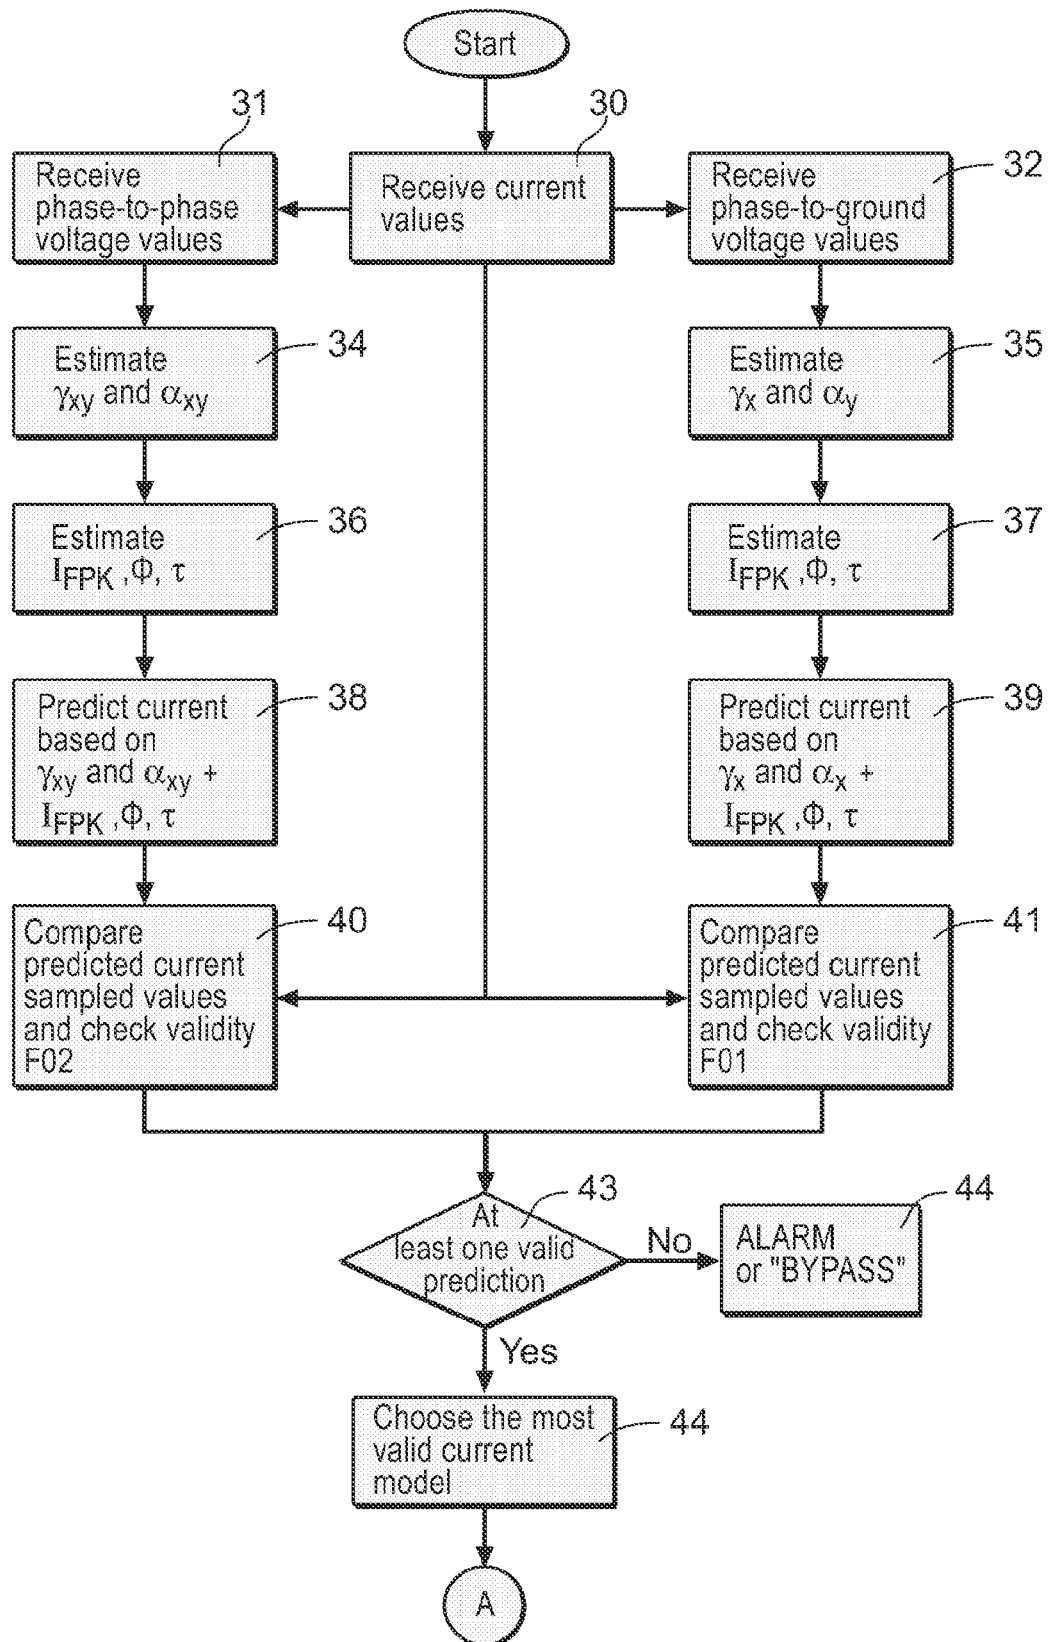 Start
31
30
32
Receive
phase-to-phase
voltage values
Receive current
values
Receive
phase-to-ground
voltage values
34
Estimate
γxy and αxy
35
Estimate
γx and αy
36
Estimate
IFPK ,Φ, τ
37
Estimate
IFPK ,Φ, τ
38
Predict current
based on
γxy and αxy +
IFPK ,Φ, τ
39
Predict current
based on
γx and αx +
IFPK ,Φ, τ
40
Compare
predicted current
sampled values
and check validity
F02
41
Compare
predicted current
sampled values
and check validity
F01
43
At
least one valid
prediction
No
44
ALARM
or "BYPASS"
Yes
Choose the most
valid current
model
44
A